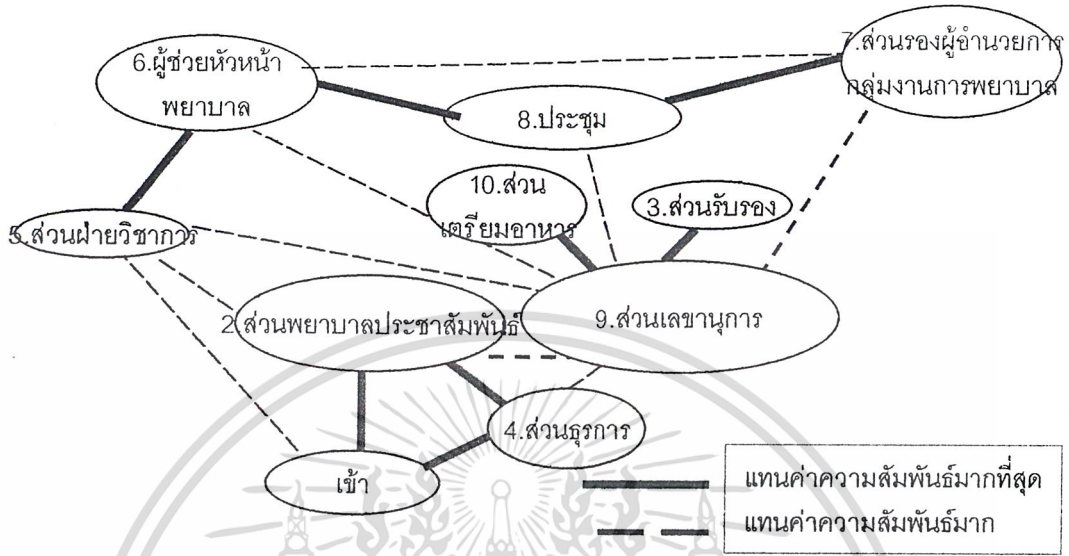 6.ผู้ช่วยหัวหน้า
พยาบาล
7.ส่วนรองผู้อำนวยการ
กลุ่มงานการพยาบาล
8.ประชุม
10.ส่วน
เตรียมอาหาร
3.ส่วนรับรอง
5.ส่วนฝ่ายวิชาการ
2.ส่วนพยาบาลประชาสัมพันธ์
9.ส่วนเลขานุการ
4.ส่วนธุรการ
เข้า
แทนค่าความสัมพันธ์มากที่สุด
แทนค่าความสัมพันธ์มาก